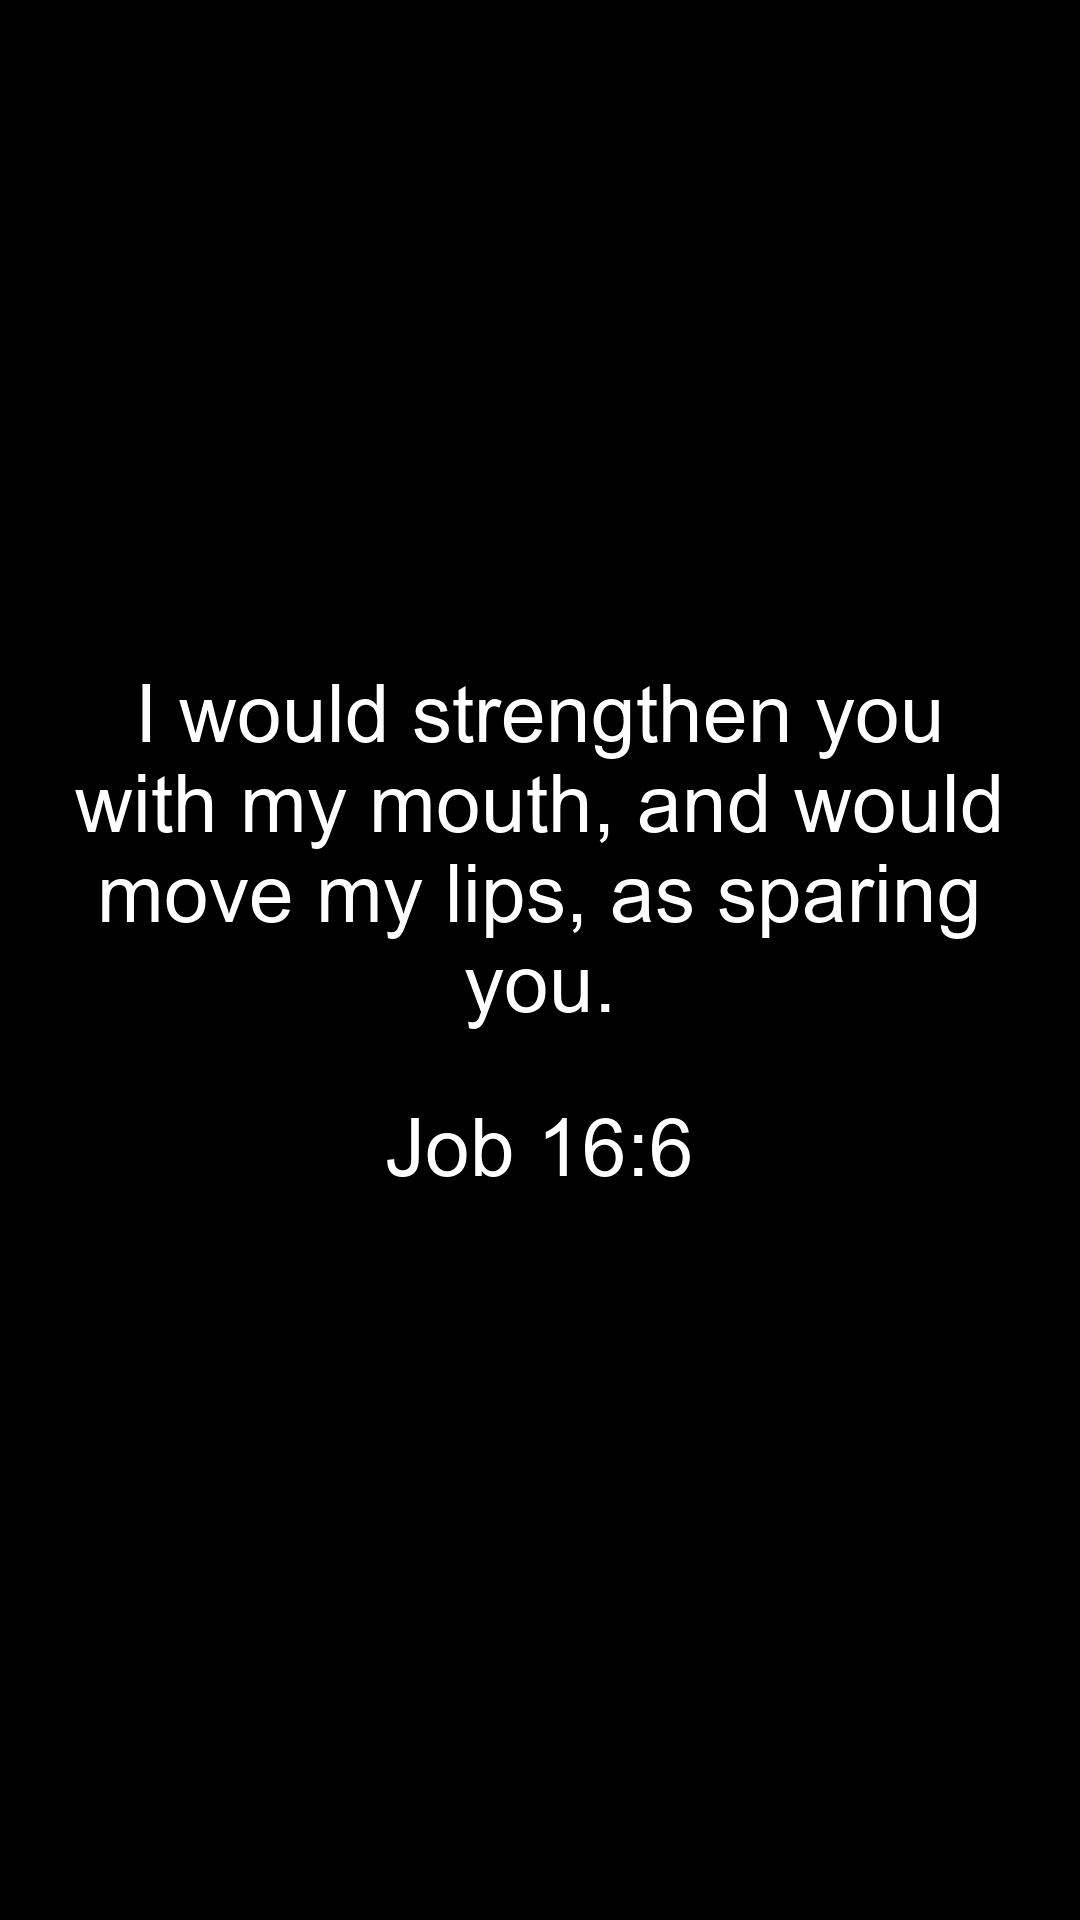 I would strengthen you
with my mouth, and would
move my lips, as sparing
you.
Job 16:6